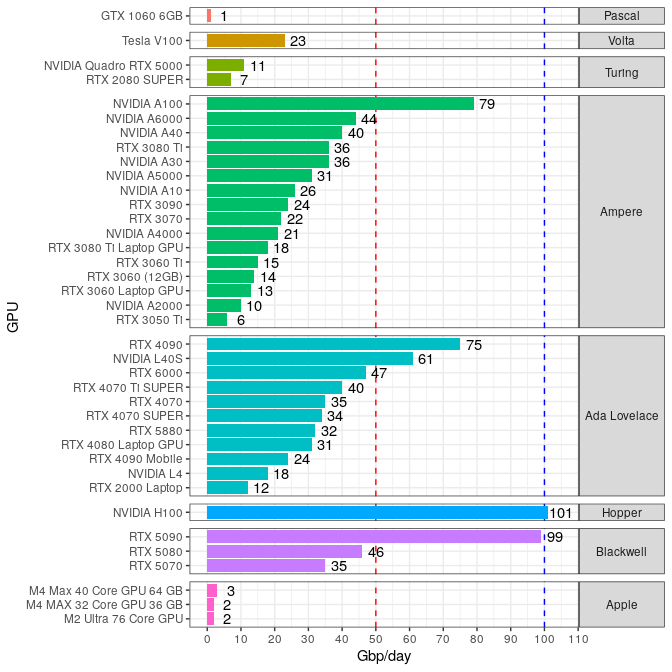 GTX 1060 6GB 1 Pascal
Tesla V100 23 Volta
NVIDIA Quadro RTX 5000 11
RTX 2080 SUPER 7
Turing
NVIDIA A100 79
NVIDIA A6000 44
NVIDIA A40 40
RTX 3080 TI 36
NVIDIA A30 36
NVIDIA A5000 31
NVIDIA A10 26
RTX 3090 24
RTX 3070 22
NVIDIA A4000 21
RTX 3080 TI Laptop GPU 18
RTX 3060 TI 15
RTX 3060 (12GB) 14
RTX 3060 Laptop GPU 13
NVIDIA A2000 10
RTX 3050 TI 6
Ampere
RTX 4090 75
NVIDIA L40S 61
RTX 6000 47
RTX 4070 TI SUPER 40
RTX 4070 35
RTX 4070 SUPER 34
RTX 5880 32
RTX 4080 Laptop GPU 31
RTX 4090 Mobile 24
NVIDIA L4 18
RTX 2000 Laptop 12
Ada Lovelace
NVIDIA H100 101 Hopper
RTX 5090 99
RTX 5080 46
RTX 5070 35
Blackwell
M4 Max 40 Core GPU 64 GB 3
M4 MAX 32 Core GPU 36 GB 2
M2 Ultra 76 Core GPU 2
Apple
0 10 20 30 40 50 60 70 80 90 100 110
Gbp/day
GPU